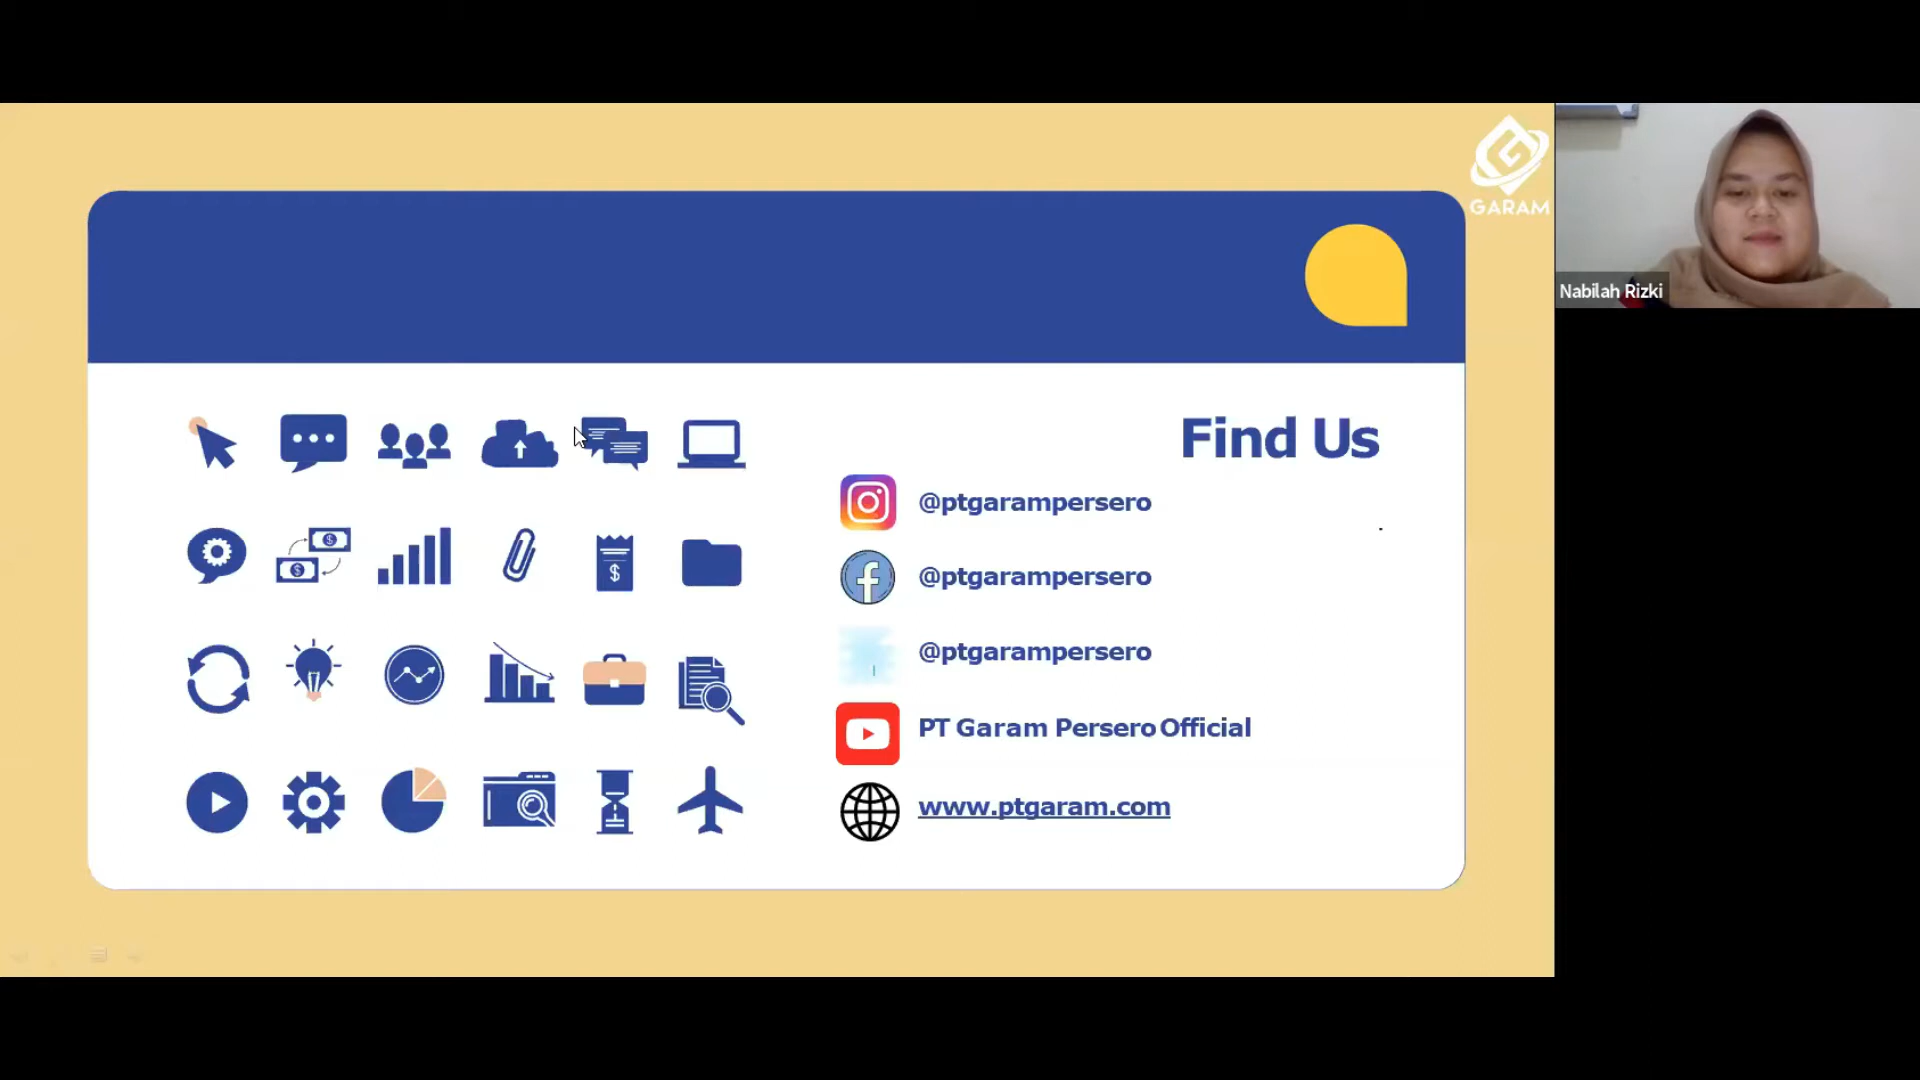 GARAM
Nabilah Rizki
Find Us
@ptgarampersero
@ptgarampersero
@ptgarampersero
PT Garam Persero Official
www.ptgaram.com